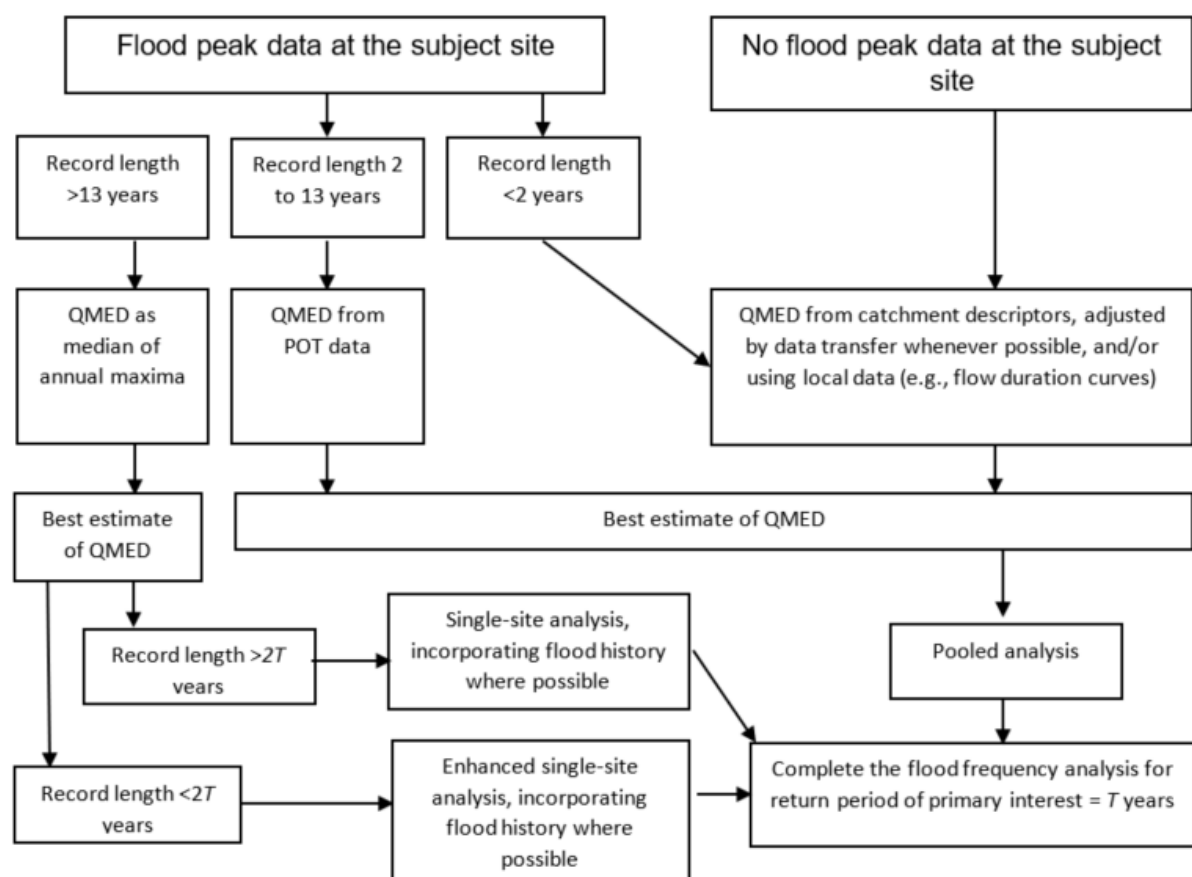 Flood peak data at the subject site
No flood peak data at the subject
site
Record length
>13 years
Record length 2
to 13 years
Record length
<2 years
QMED as
median of
annual maxima
QMED from
POT data
QMED from catchment descriptors, adjusted
by data transfer whenever possible, and/or
using local data (e.g., flow duration curves)
Best estimate
of QMED
Best estimate of QMED
Record length >2T
years
Single-site analysis,
incorporating flood history
where possible
Pooled analysis
Record length <2T
years
Enhanced single-site
analysis, incorporating
flood history where
possible
Complete the flood frequency analysis for
return period of primary interest = T years